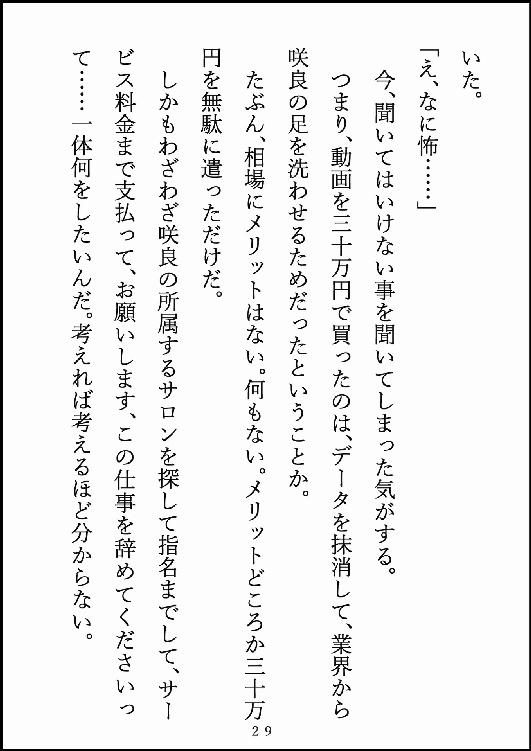 いた。
「え、なに怖……」
今、聞いてはいけない事を聞いてしまった気がする。
つまり、動画を三十万円で買ったのは、データを抹消して、業界から
咲良の足を洗わせるためだったということか。
たぶん、相場にメリットはない。何もない。メリットどころか三十万
円を無駄に遣っただけだ。
しかもわざわざ咲良の所属するサロンを探して指名までして、サー
ビス料金まで支払って、お願いします、この仕事を辞めてくださいっ
て……一体何をしたいんだ。考えれば考えるほど分からない。
29